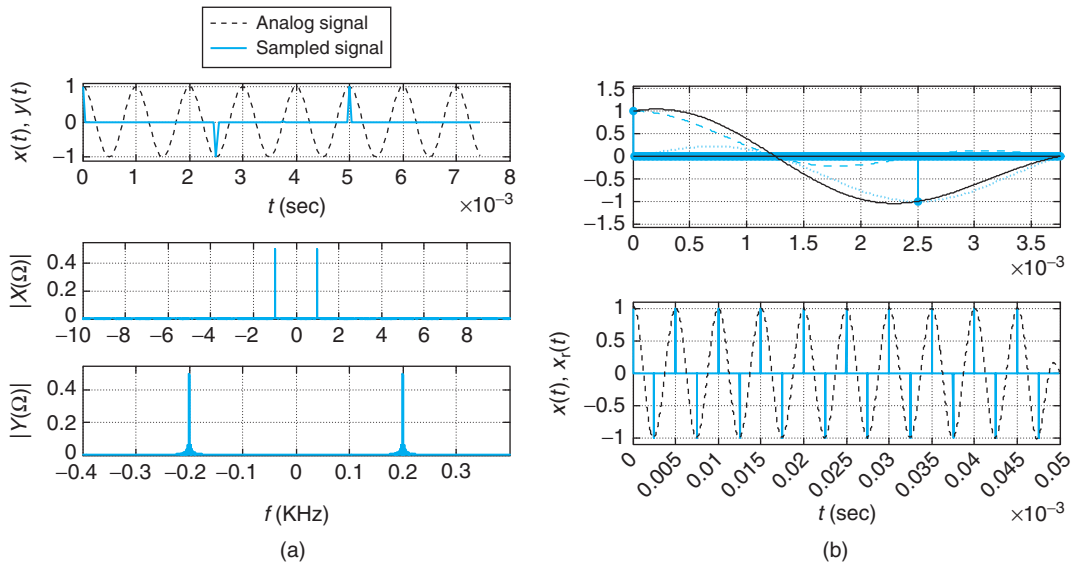 Analog signal
Sampled signal
x(t), y(t)
1
0
−1
0 1 2 3 4 5 6 7 8
t (sec)
×10−3
|X(Ω)|
0.4
0.2
0
−10 −8 −6 −4 −2 0 2 4 6 8
|Y(Ω)|
0.4
0.2
0
−0.4 −0.3 −0.2 −0.1 0 0.1 0.2 0.3
f (KHz)
(a)
1.5
1
0.5
0
−0.5
−1
−1.5
0 0.5 1 1.5 2 2.5 3 3.5
×10−3
x(t), xr(t)
1
0.5
0
−0.5
−1
0 0.005 0.01 0.015 0.02 0.025 0.03 0.035 0.04 0.045 0.05
t (sec)
×10−3
(b)